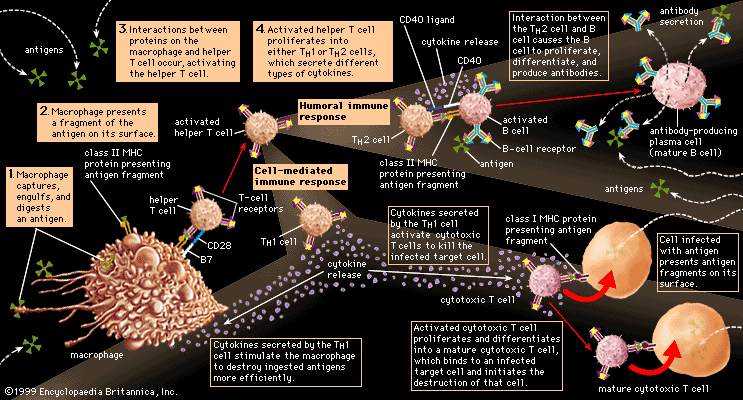 antigens
3. Interactions between
proteins on the
macrophage and helper
T cell occur, activating
the helper T cell.
4. Activated helper T cell
proliferates into
either TH1 or TH2 cells,
which secrete different
types of cytokines.
CD40 ligand
cytokine release
CD40
Interaction between
the TH2 cell and B
cell causes the B
cell to proliferate,
differentiate, and
produce antibodies.
antibody
secretion
2. Macrophage presents
a fragment of the
antigen on its surface.
activated
helper T cell
Humoral immune
response
TH2 cell
class II MHC
protein presenting
antigen fragment
activated
B cell
B-cell receptor
antigen
antibody-producing
plasma cell
(mature B cell)
antigens
1. Macrophage
captures,
engulfs, and
digests
an antigen.
class II MHC
protein presenting
antigen fragment
helper
T cell
T-cell
receptors
CD28
B7
macrophage
Cell-mediated
immune response
TH1 cell
cytokine
release
Cytokines secreted
by the TH1 cell
activate cytotoxic
T cells to kill the
infected target cell.
class I MHC protein
presenting antigen
fragment
Cell infected
with antigen
presents antigen
fragments on its
surface.
cytotoxic T cell
Cytokines secreted by the TH1
cell stimulate the macrophage
to destroy ingested antigens
more efficiently.
Activated cytotoxic T cell
proliferates and differentiates
into a mature cytotoxic T cell,
which binds to an infected
target cell and initiates the
destruction of that cell.
mature cytotoxic T cell
©1999 Encyclopaedia Britannica, Inc.